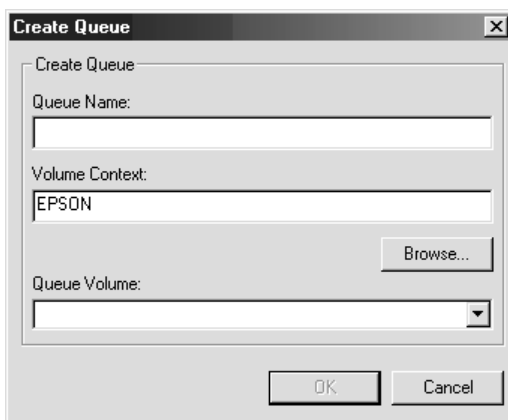 Create Queue
Create Queue
Queue Name:
Volume Context:
EPSON
Browse...
Queue Volume:
OK
Cancel